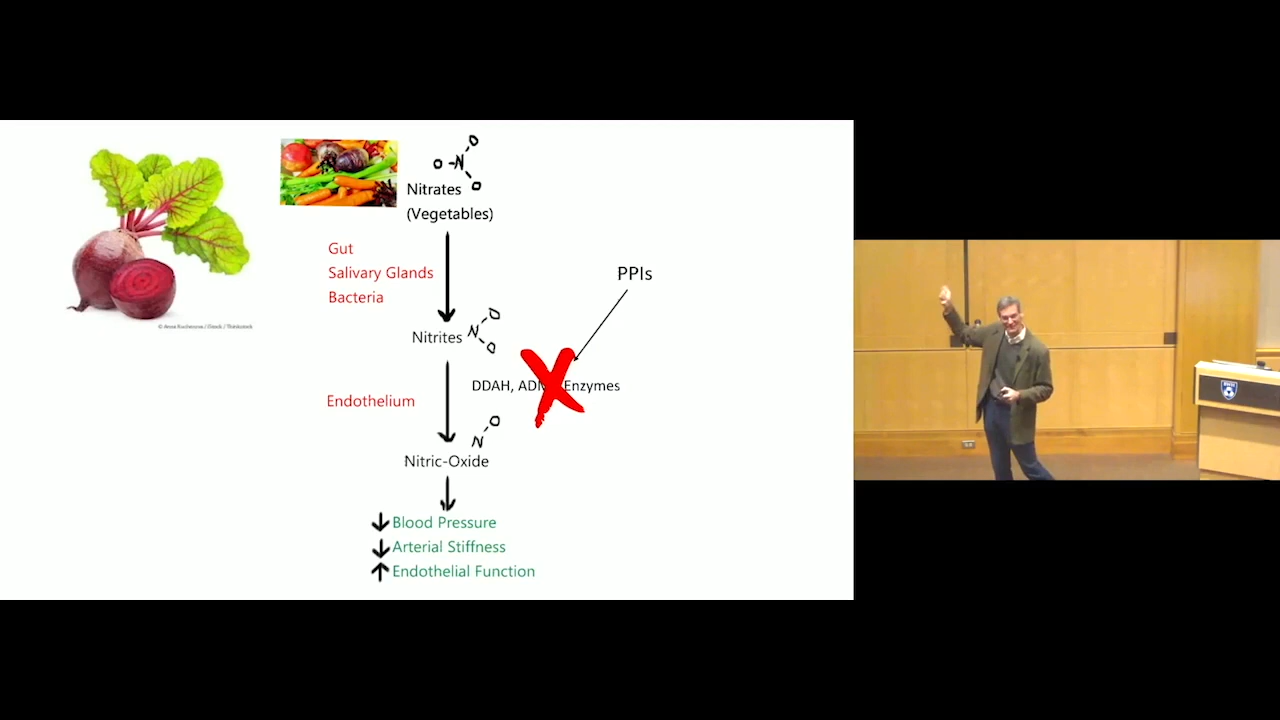 O
O N
Nitrates O
(Vegetables)
Gut
Salivary Glands
Bacteria
PPIs
O
Nitrites N
O
DDAH, Enzymes
Endothelium
O
N
Nitric-Oxide
Blood Pressure
Arterial Stiffness
Endothelial Function